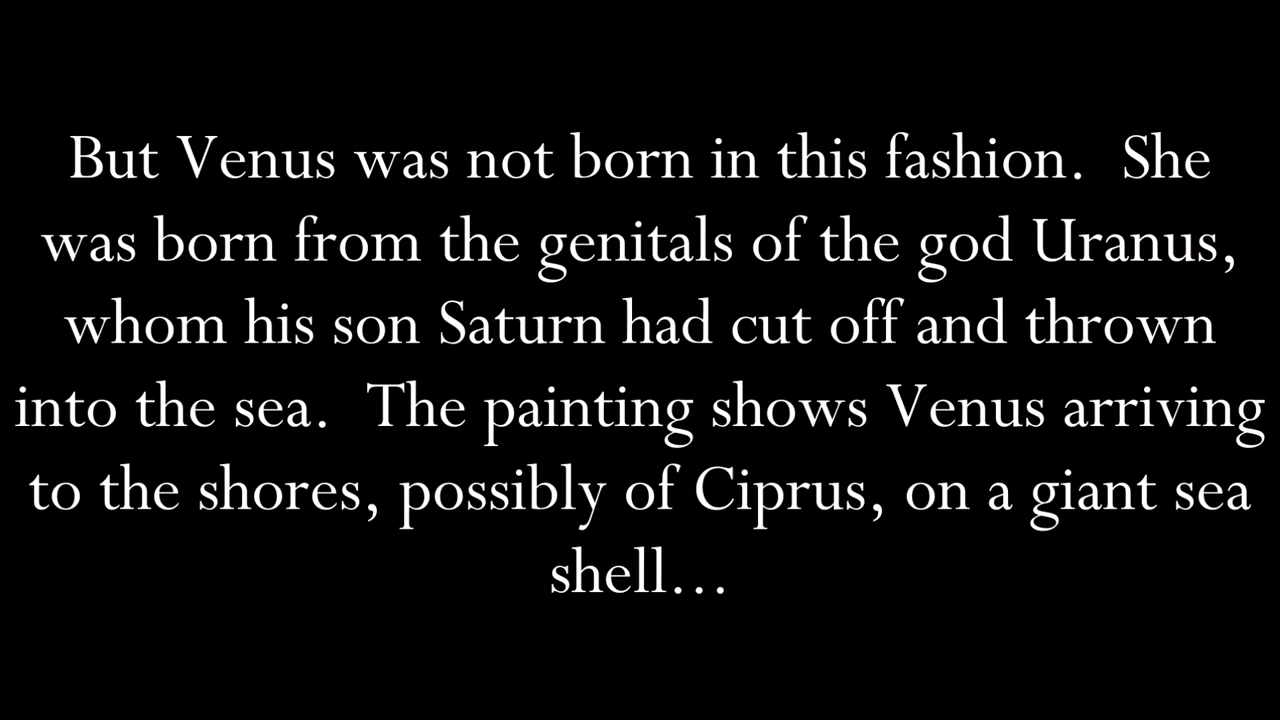 But Venus was not born in this fashion.  She
was born from the genitals of the god Uranus,
whom his son Saturn had cut off and thrown
into the sea.  The painting shows Venus arriving
to the shores, possibly of Ciprus, on a giant sea
shell…